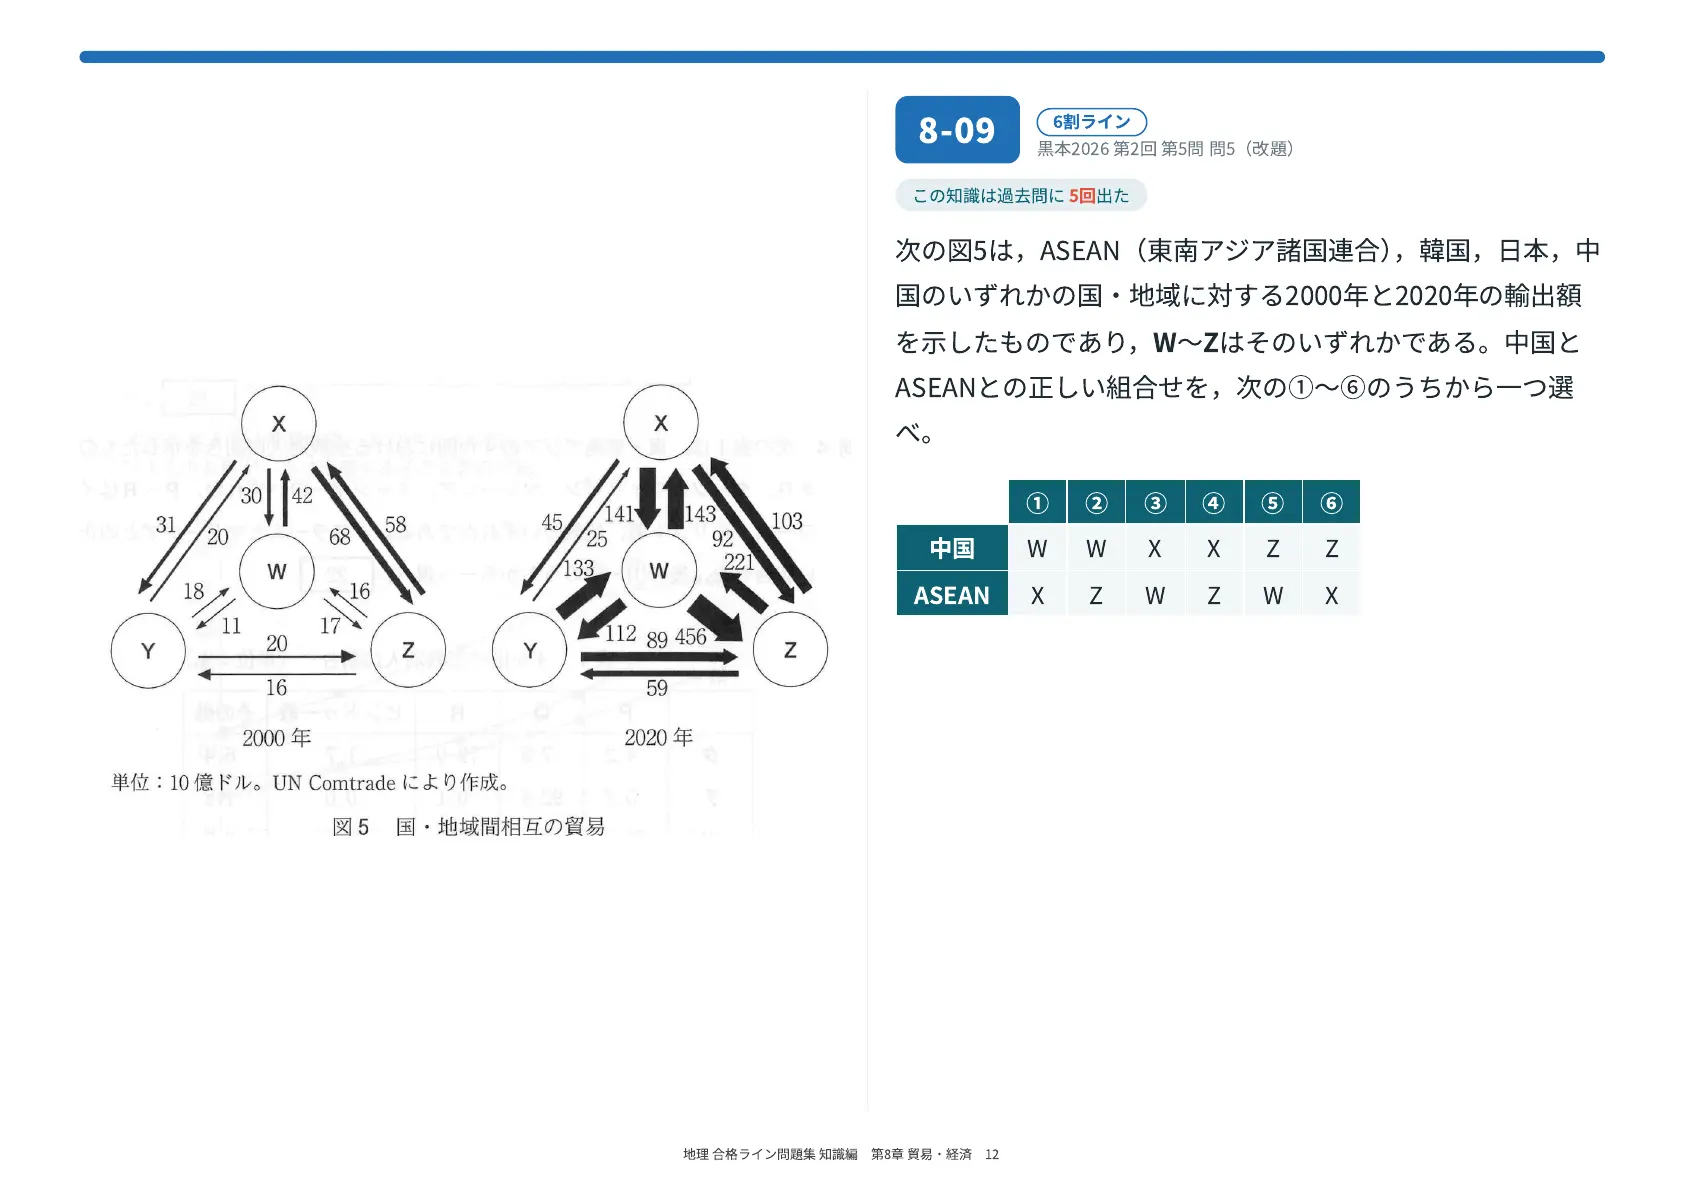 8-09
6割ライン
黒本2026 第2回 第5問 問5（改題）
この知識は過去問に 5回出た
次の図5は，ASEAN（東南アジア諸国連合），韓国，日本，中
国のいずれかの国・地域に対する2000年と2020年の輸出額
を示したものであり，W～Zはそのいずれかである。中国と
ASEANとの正しい組合せを，次の①～⑥のうちから一つ選
べ。
① ② ③ ④ ⑤ ⑥
中国 W W X X Z Z
ASEAN X Z W Z W X
X
30 42
31 20 68 58
W
18 16
11 17
Y 20 Z
16
2000 年
X
141 143
45 25 92 103
133 W 221
112 89 456
Y Z
59
2020 年
単位：10 億ドル。UN Comtrade により作成。
図 5 国・地域間相互の貿易
地理 合格ライン問題集 知識編 第8章 貿易・経済 12